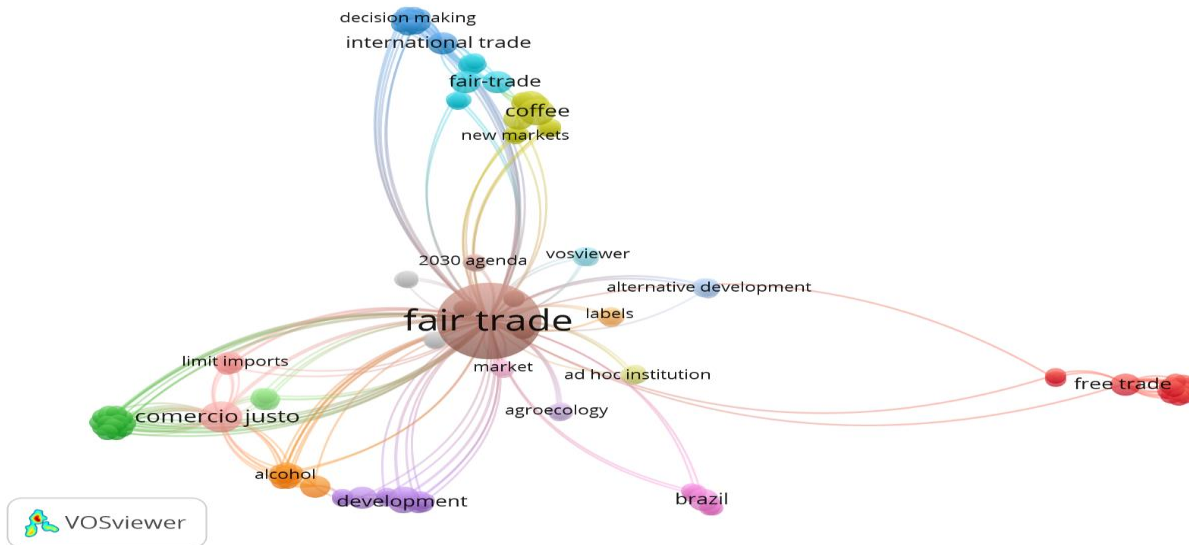 decision making
international trade
fair-trade
coffee
new markets
2030 agenda
vosviewer
alternative development
fair trade
labels
limit imports
market
ad hoc institution
free trade
agroecology
comercio justo
alcohol
development
brazil
VOSviewer